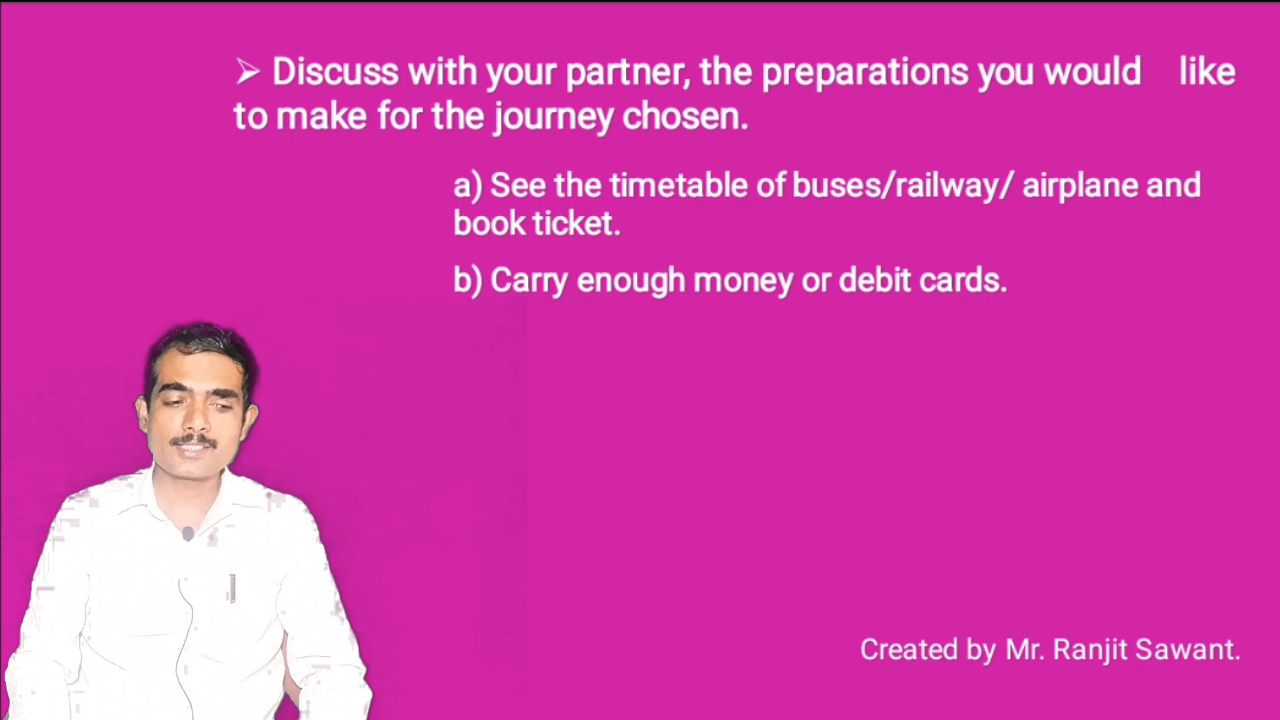 ➢ Discuss with your partner, the preparations you would like
to make for the journey chosen.
a) See the timetable of buses/railway/ airplane and
book ticket.
b) Carry enough money or debit cards.
Created by Mr. Ranjit Sawant.